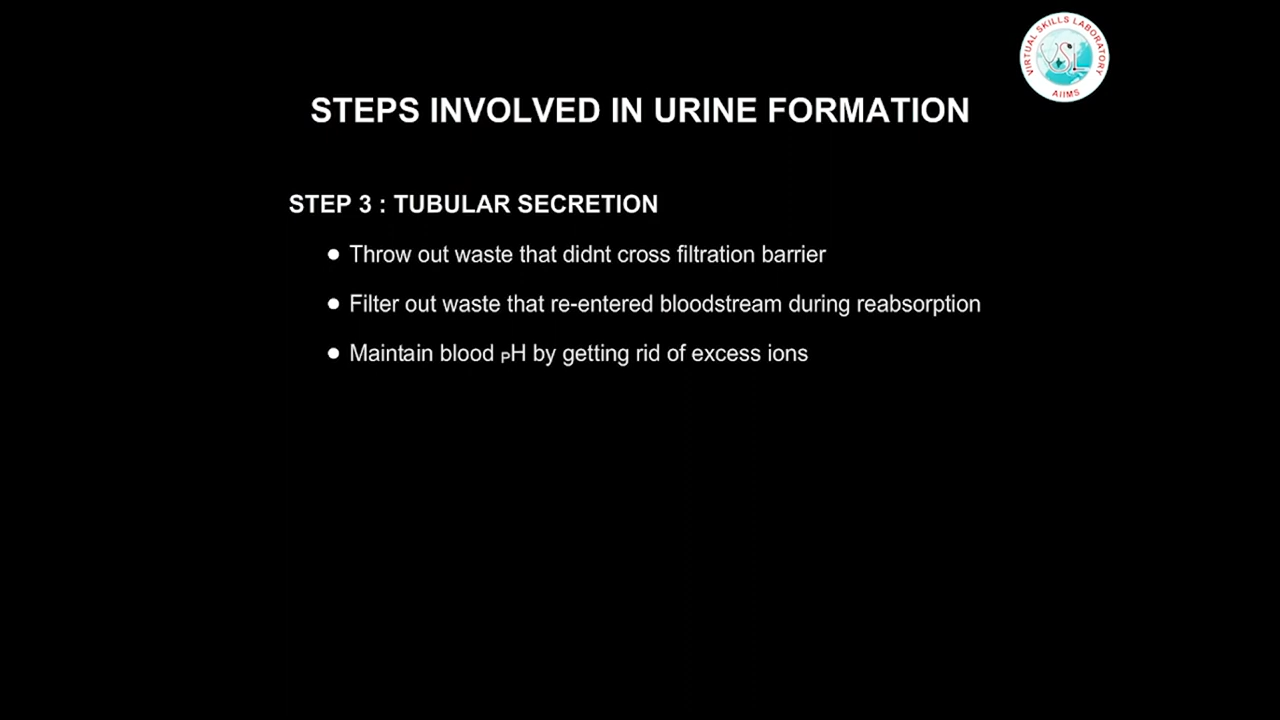 VIRTUAL SKILLS LABORATORY
VSL
AIIMS
STEPS INVOLVED IN URINE FORMATION
STEP 3 : TUBULAR SECRETION
● Throw out waste that didnt cross filtration barrier
● Filter out waste that re-entered bloodstream during reabsorption
● Maintain blood PH by getting rid of excess ions